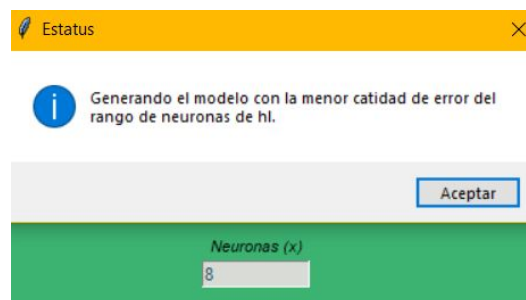 Estatus
Generando el modelo con la menor catidad de error del
rango de neuronas de hl.
Aceptar
Neuronas (x)
8